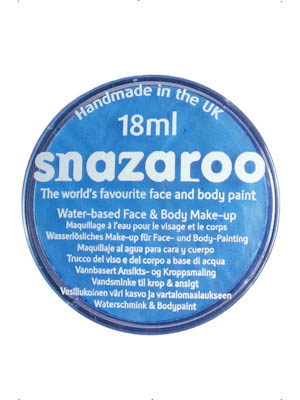 Handmade in the UK
18ml
snazaroo
The world's favourite face and body paint
Water-based Face & Body Make-up
Maquillage à l'eau pour le visage et le corps
Wasserlösliches Make-up für Face- und Body-Painting
Maquillaje al agua para cara y cuerpo
Trucco del viso e del corpo a base di acqua
Vannbasert Ansikts- og Kroppsmaling
Vandsminke til krop & ansigt
Vesiliukoinen väri kasvo ja vartalomaalaukseen
Waterschmink & Bodypaint